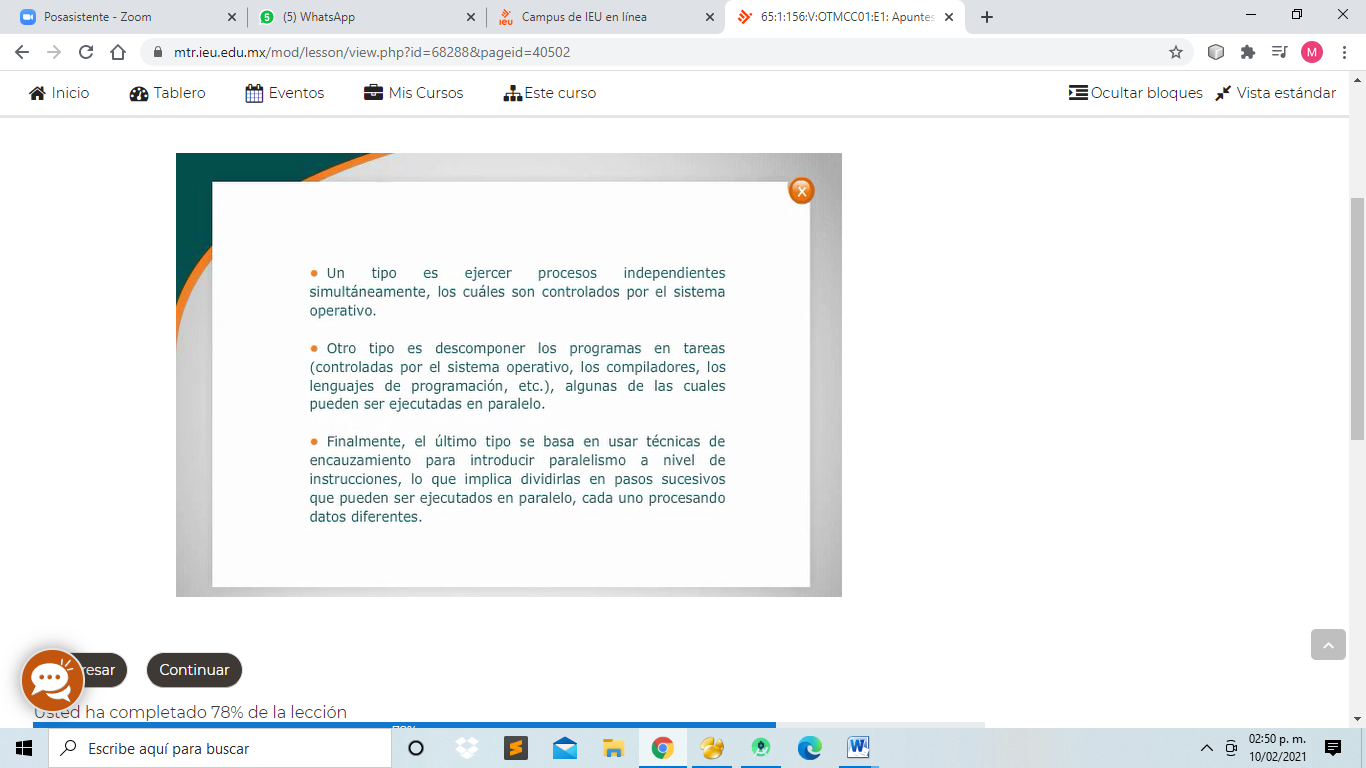 Posasistente - Zoom
(5) WhatsApp
Campus de IEU en línea
65:1:156:V:OTMCC01:E1: Apuntes
mtr.ieu.edu.mx/mod/lesson/view.php?id=68288&pageid=40502
M
Inicio
Tablero
Eventos
Mis Cursos
Este curso
Ocultar bloques
Vista estándar
X
• Un tipo es ejercer procesos independientes
simultáneamente, los cuáles son controlados por el sistema
operativo.
• Otro tipo es descomponer los programas en tareas
(controladas por el sistema operativo, los compiladores, los
lenguajes de programación, etc.), algunas de las cuales
pueden ser ejecutadas en paralelo.
• Finalmente, el último tipo se basa en usar técnicas de
encauzamiento para introducir paralelismo a nivel de
instrucciones, lo que implica dividirlas en pasos sucesivos
que pueden ser ejecutados en paralelo, cada uno procesando
datos diferentes.
resar
Continuar
Usted ha completado 78% de la lección
Escribe aquí para buscar
02:50 p. m.
10/02/2021